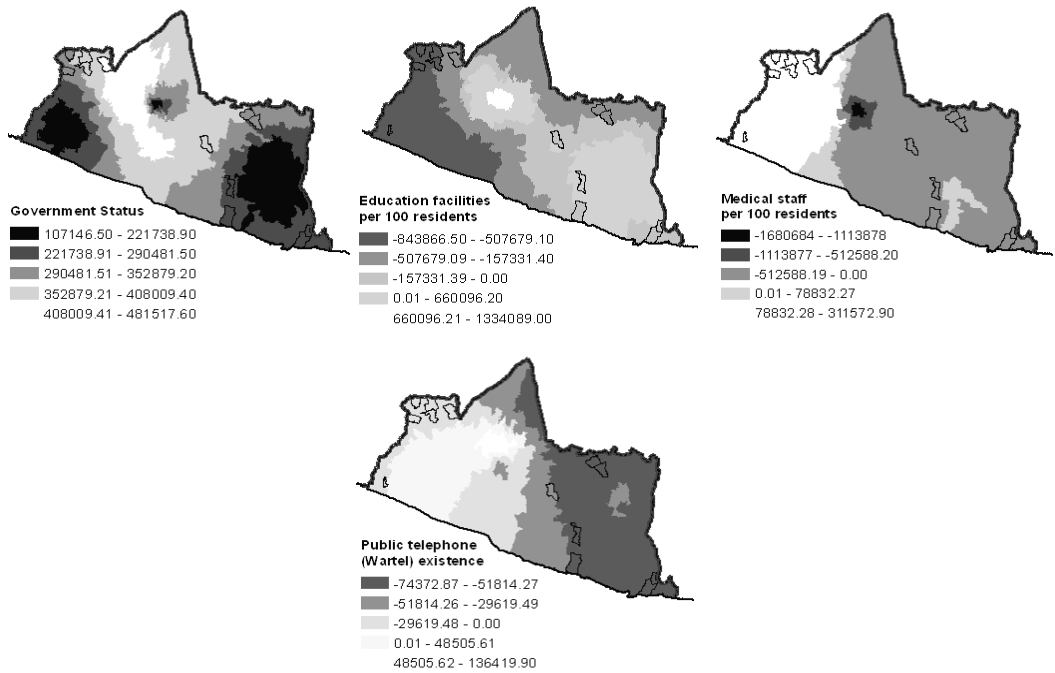 Government Status
107146.50 - 221738.90
221738.91 - 290481.50
290481.51 - 352879.20
352879.21 - 408009.40
408009.41 - 481517.60
Education facilities
per 100 residents
-843866.50 - -507679.10
-507679.09 - -157331.40
-157331.39 - 0.00
0.01 - 660096.20
660096.21 - 1334089.00
Medical staff
per 100 residents
-1680684 - -1113878
-1113877 - -512588.20
-512588.19 - 0.00
0.01 - 78832.27
78832.28 - 311572.90
Public telephone
(Wartel) existence
-74372.87 - -51814.27
-51814.26 - -29619.49
-29619.48 - 0.00
0.01 - 48505.61
48505.62 - 136419.90